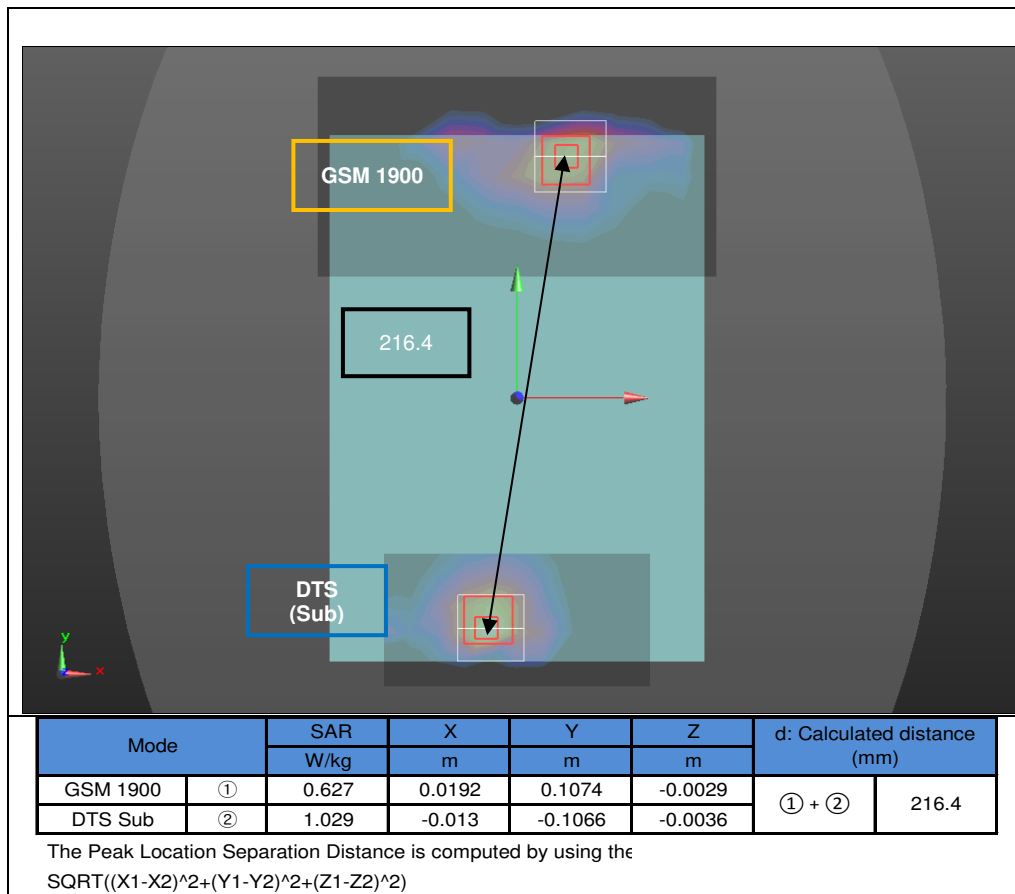 GSM 1900
216.4
DTS
(Sub)
y
x
Mode SAR X Y Z d: Calculated distance (mm)
W/kg m m m
GSM 1900 ① 0.627 0.0192 0.1074 -0.0029 ① + ② 216.4
DTS Sub ② 1.029 -0.013 -0.1066 -0.0036
The Peak Location Separation Distance is computed by using the
SQRT((X1-X2)^2+(Y1-Y2)^2+(Z1-Z2)^2)